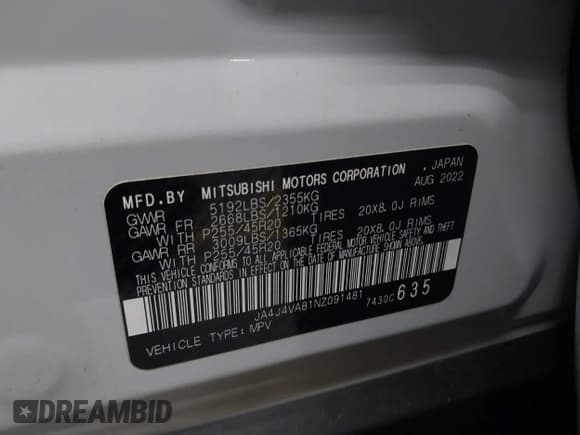 MFD.BY MITSUBISHI MOTORS CORPORATION , JAPAN
GVWR 5192LBS/2355KG AUG 2022
GAWR FR 2668LBS/1210KG
WITH P255/45R20 TIRES 20X8.0J RIMS
GAWR RR 3009LBS/1365KG
WITH P255/45R20 TIRES 20X8.0J RIMS
THIS VEHICLE CONFORMS TO ALL APPLICABLE FEDERAL MOTOR VEHICLE SAFETY AND THEFT
PREVENTION STANDARDS IN EFFECT ON THE DATE OF MANUFACTURE SHOWN ABOVE.
JA4J4VA81NZ091481 7430C 635
VEHICLE TYPE: MPV
DREAMBID